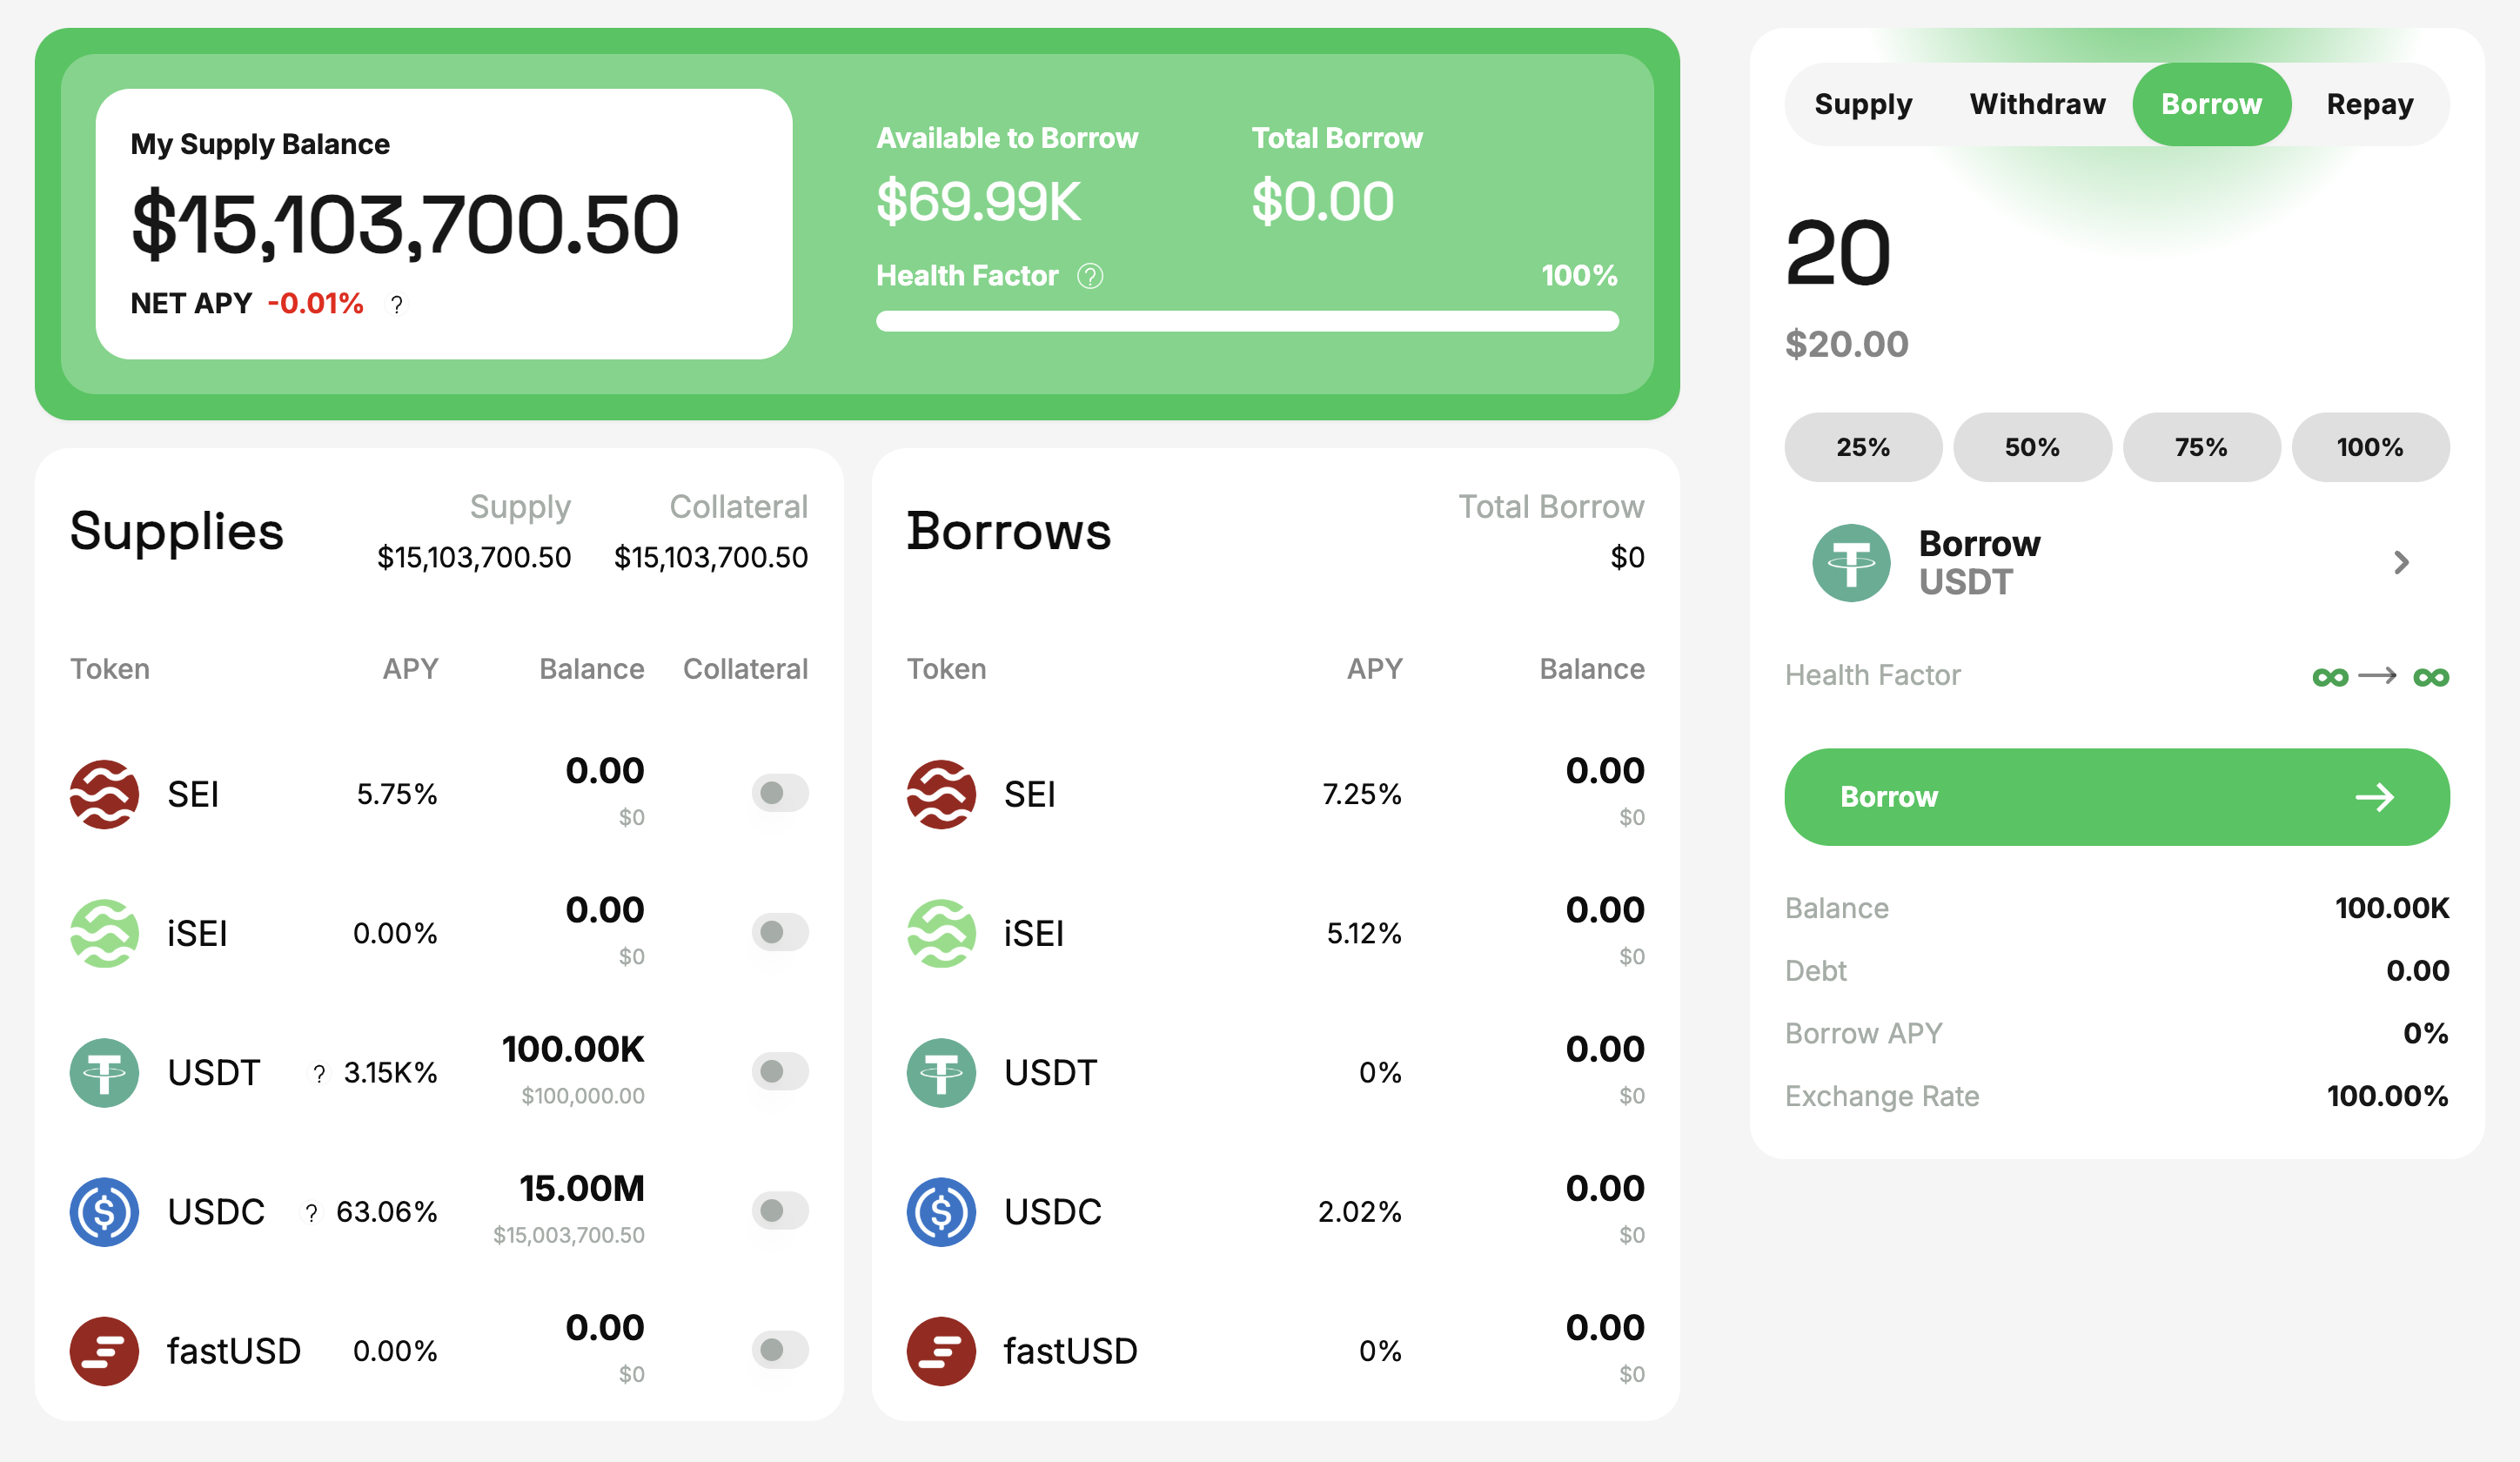 My Supply Balance
$15,103,700.50
NET APY -0.01% ?
Available to Borrow
$69.99K
Total Borrow
$0.00
Health Factor ? 100%
Supplies
Supply
$15,103,700.50
Collateral
$15,103,700.50
Token APY Balance Collateral
SEI 5.75% 0.00
$0
iSEI 0.00% 0.00
$0
USDT ? 3.15K% 100.00K
$100,000.00
USDC ? 63.06% 15.00M
$15,003,700.50
fastUSD 0.00% 0.00
$0
Borrows
Total Borrow
$0
Token APY Balance
SEI 7.25% 0.00
$0
iSEI 5.12% 0.00
$0
USDT 0% 0.00
$0
USDC 2.02% 0.00
$0
fastUSD 0% 0.00
$0
Supply Withdraw Borrow Repay
20
$20.00
25% 50% 75% 100%
Borrow
USDT
Health Factor ∞ → ∞
Borrow →
Balance 100.00K
Debt 0.00
Borrow APY 0%
Exchange Rate 100.00%